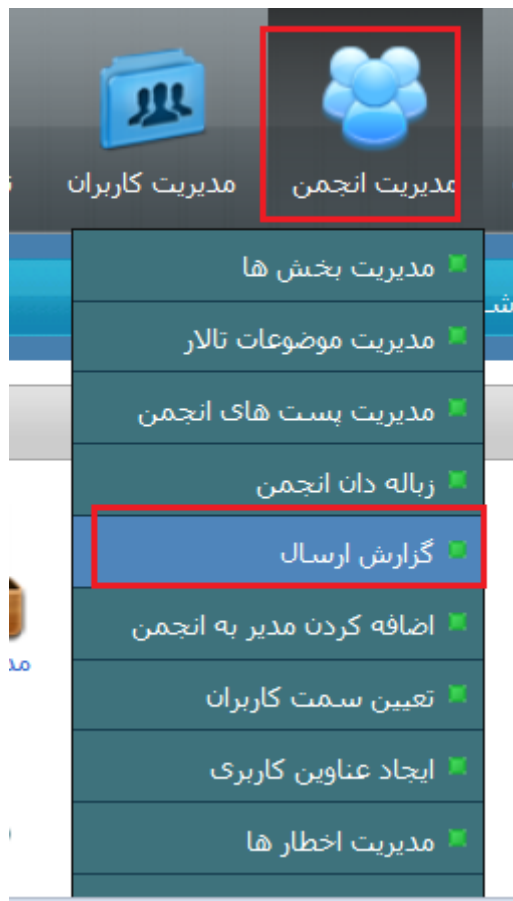 مدیریت انجمن
مدیریت کاربران
مدیریت بخش ها
مدیریت موضوعات تالار
مدیریت پست های انجمن
زباله دان انجمن
گزارش ارسال
اضافه کردن مدیر به انجمن
تعیین سمت کاربران
ایجاد عناوین کاربری
مدیریت اخطار ها